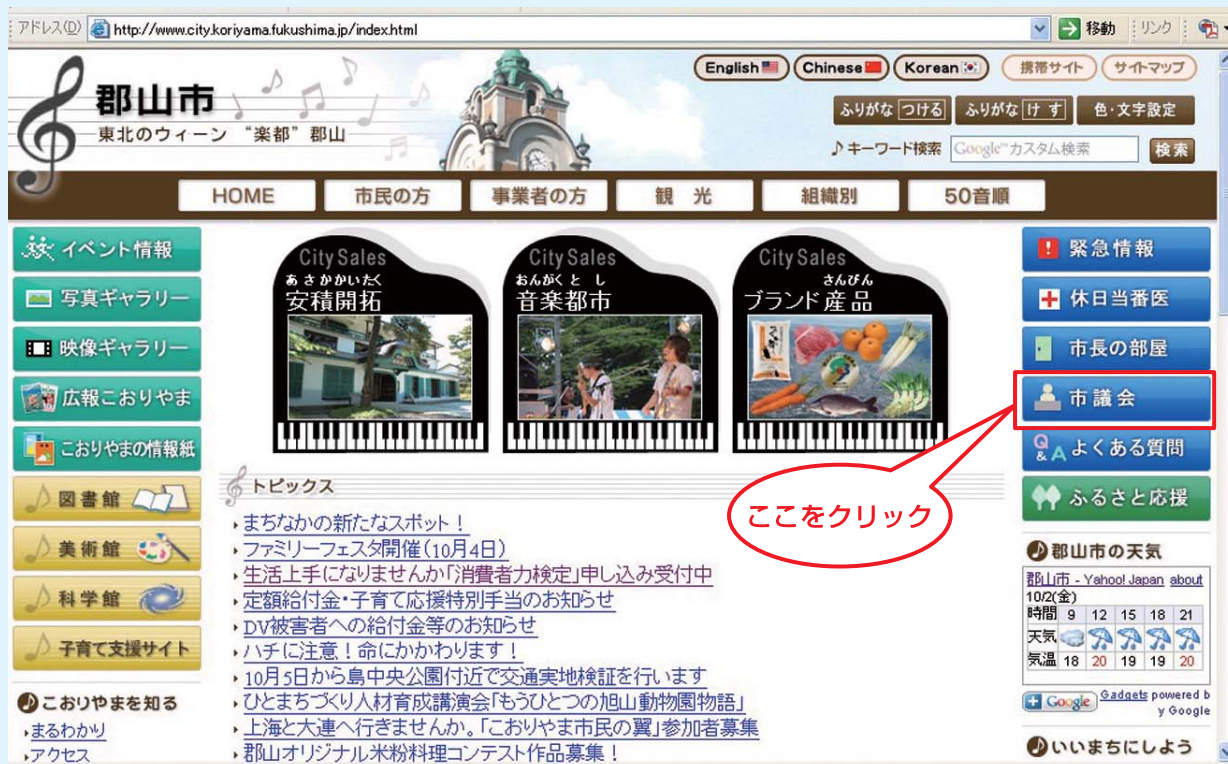 アドレス(D) http://www.city.koriyama.fukushima.jp/index.html 移動 リンク
English Chinese Korean 携帯サイト サイトマップ
郡山市
東北のウィーン “楽都” 郡山
ふりがな つける ふりがな け す 色・文字設定
キーワード検索 Google™カスタム検索 検索
HOME 市民の方 事業者の方 観 光 組織別 50音順
イベント情報
写真ギャラリー
映像ギャラリー
広報こおりやま
こおりやまの情報紙
図書館
美術館
科学館
子育て支援サイト
こおりやまを知る
まるわかり
アクセス
City Sales
あさかかいたく
安積開拓
City Sales
おんがくとし
音楽都市
City Sales
さんぴん
ブランド産品
トピックス
まちなかの新たなスポット！
ファミリーフェスタ開催(10月4日)
生活上手になりませんか「消費者力検定」申し込み受付中
定額給付金・子育て応援特別手当のお知らせ
DV被害者への給付金等のお知らせ
ハチに注意！命にかかわります！
10月5日から島中央公園付近で交通実地検証を行います
ひとまちづくり人材育成講演会「もうひとつの旭山動物園物語」
上海と大連へ行きませんか。「こおりやま市民の翼」参加者募集
郡山オリジナル米粉料理コンテスト作品募集！
ここをクリック
緊急情報
休日当番医
市長の部屋
市議会
Q&A よくある質問
ふるさと応援
郡山市の天気
郡山市 - Yahoo! Japan about
10/2(金)
時間 9 12 15 18 21
天気
気温 18 20 19 19 20
Google Gadgets powered b
y Google
いいまちにしよう